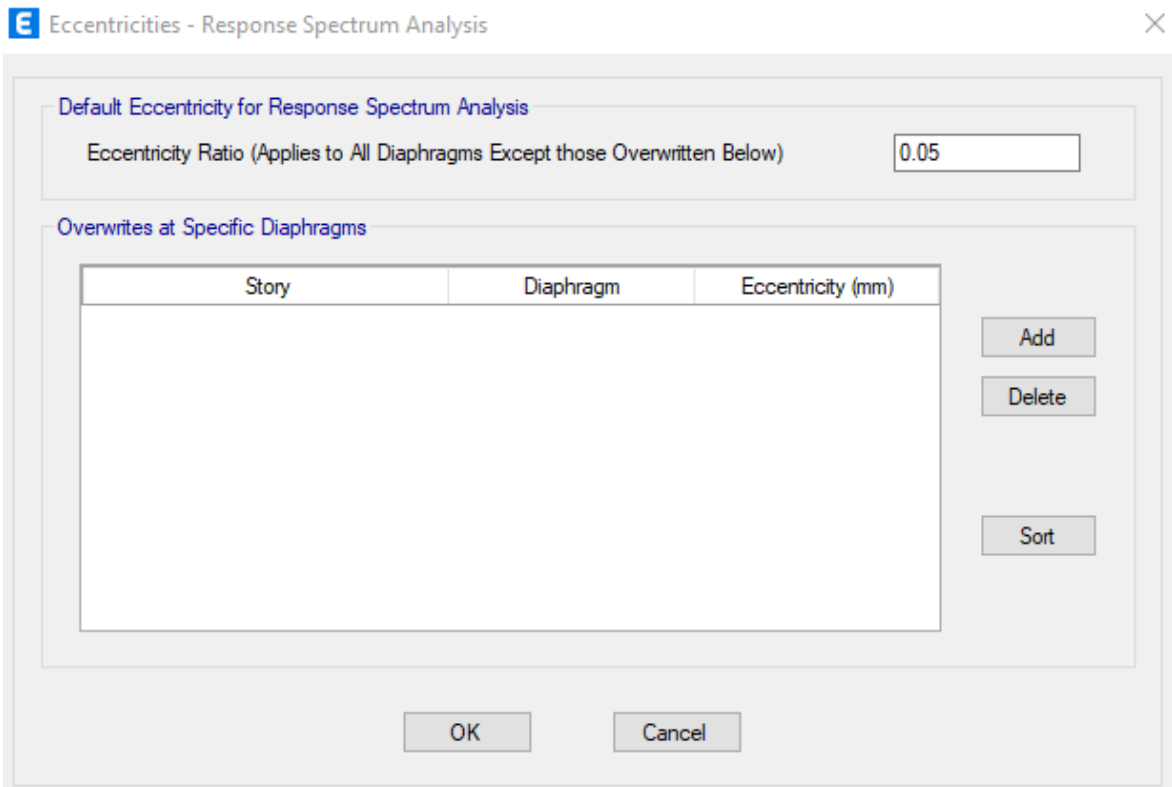 E Eccentricities - Response Spectrum Analysis
Default Eccentricity for Response Spectrum Analysis
Eccentricity Ratio (Applies to All Diaphragms Except those Overwritten Below) 0.05
Overwrites at Specific Diaphragms
Story Diaphragm Eccentricity (mm)
Add
Delete
Sort
OK Cancel